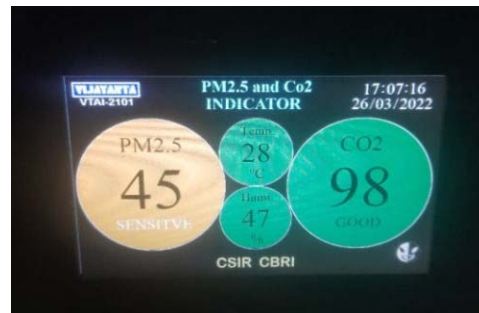 VIJAYANTA
VTAI-2101
PM2.5 and Co2
INDICATOR
17:07:16
26/03/2022
PM2.5
45
SENSITVE
Temp
28
°C
Humi
47
%
CO2
98
GOOD
CSIR CBRI